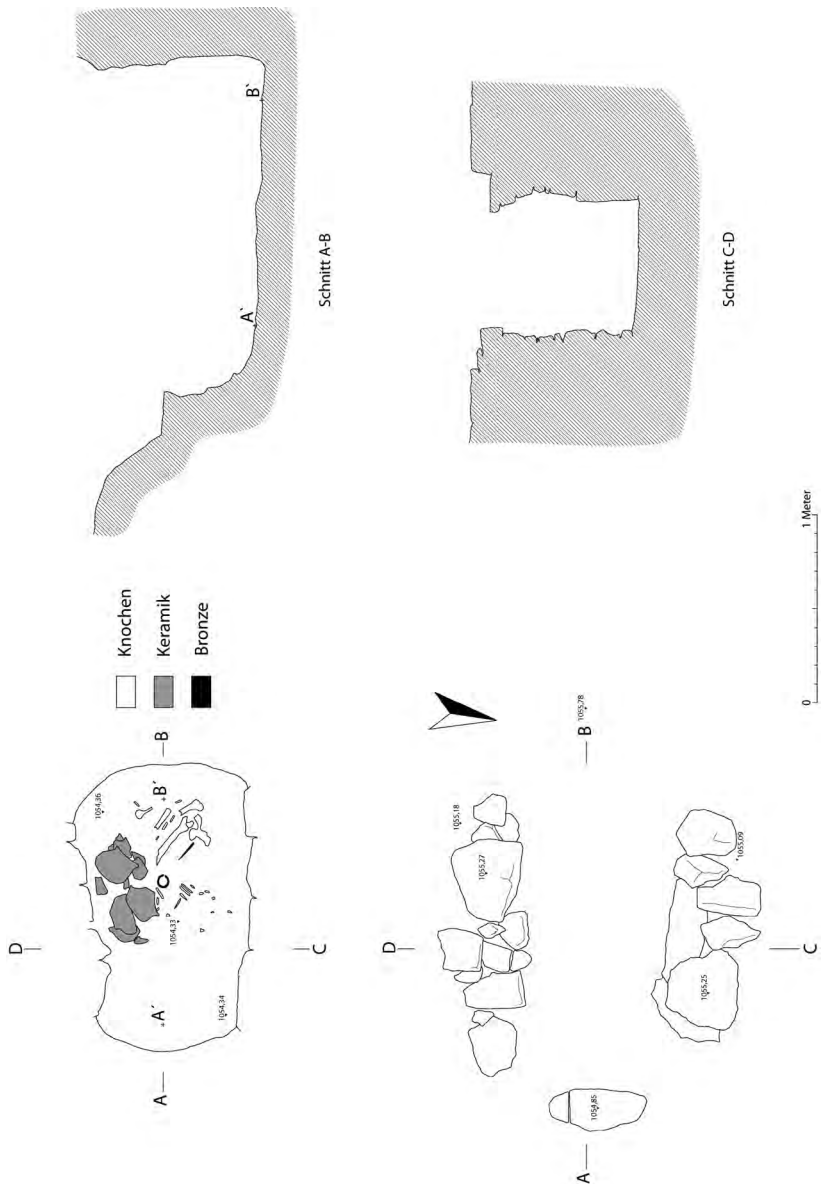 Schnitt A-B
A`
B`
Schnitt C-D
Knochen
Keramik
Bronze
0
1 Meter
D
C
A
B
A´
B´
1054,36
1054,33
1054,34
D
C
A
B
1055,78
1055,18
1055,27
1055,09
1055,25
1054,85